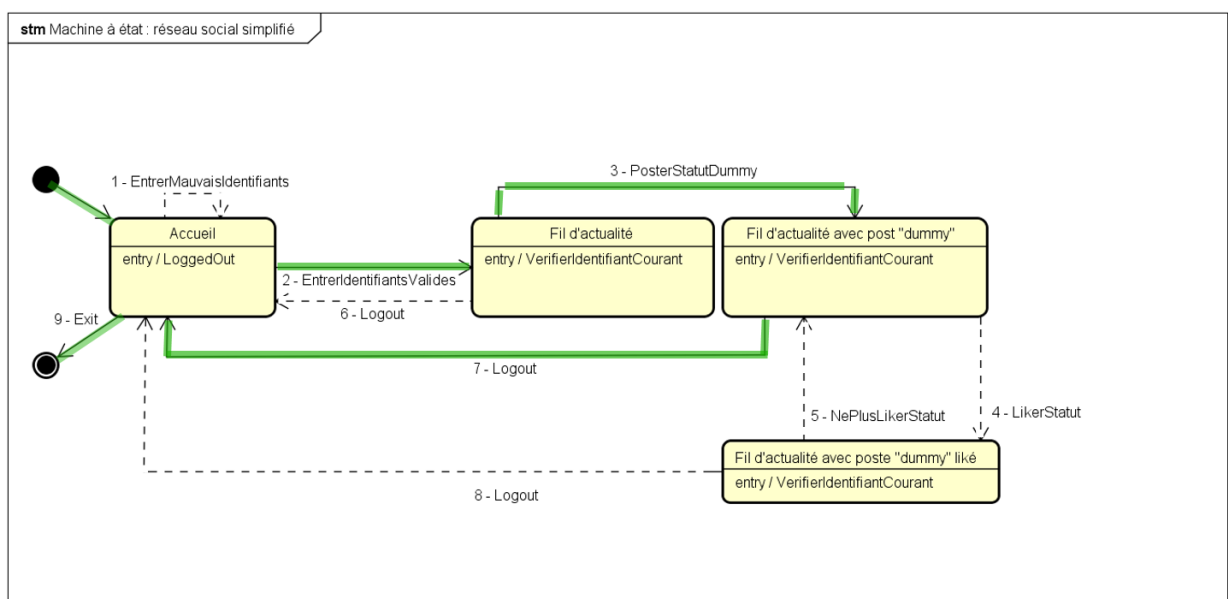 stm Machine à état : réseau social simplifié
3 - PosterStatutDummy
1 - EntrerMauvaisIdentifiants
Accueil
entry / LoggedOut
Fil d'actualité
entry / VerifierIdentifiantCourant
Fil d'actualité avec post "dummy"
entry / VerifierIdentifiantCourant
2 - EntrerIdentifiantsValides
6 - Logout
9 - Exit
7 - Logout
5 - NePlusLikerStatut
4 - LikerStatut
Fil d'actualité avec poste "dummy" liké
entry / VerifierIdentifiantCourant
8 - Logout